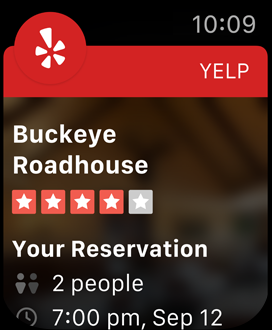 10:09
YELP
Buckeye
Roadhouse
Your Reservation
2 people
7:00 pm, Sep 12